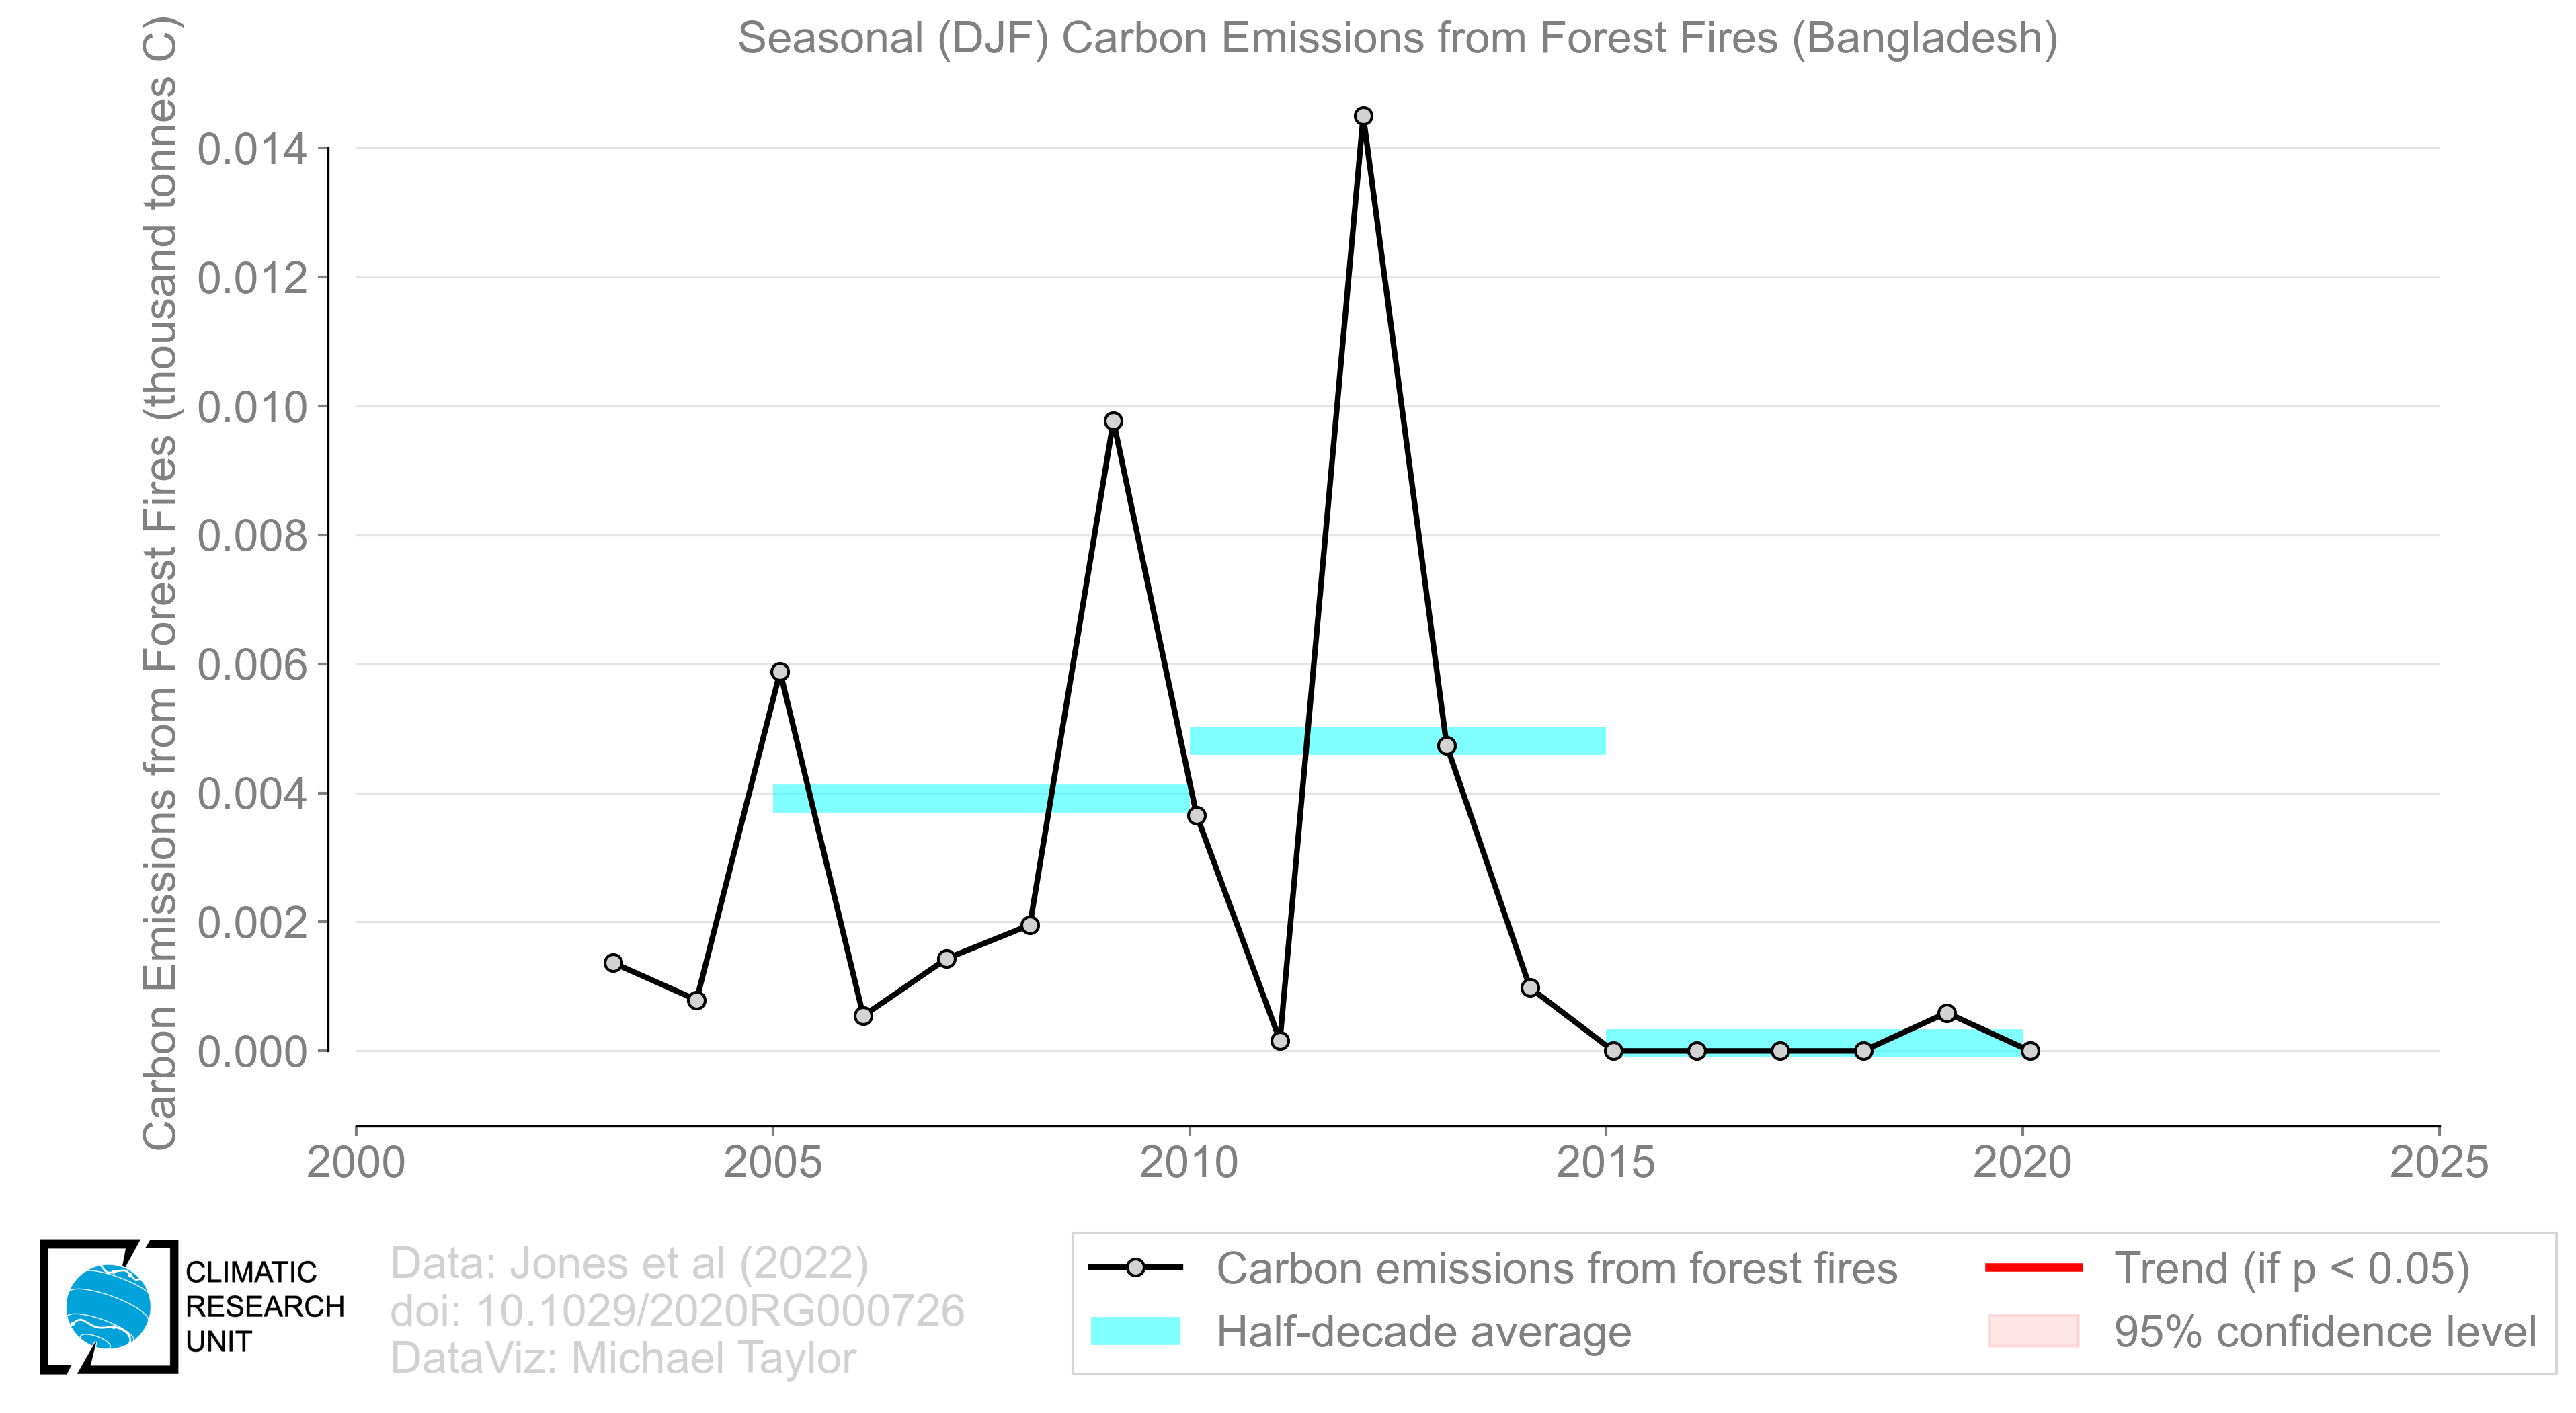 Seasonal (DJF) Carbon Emissions from Forest Fires (Bangladesh)
Carbon Emissions from Forest Fires (thousand tonnes C)
0.014
0.012
0.010
0.008
0.006
0.004
0.002
0.000
2000
2005
2010
2015
2020
2025
CLIMATIC
RESEARCH
UNIT
Data: Jones et al (2022)
doi: 10.1029/2020RG000726
DataViz: Michael Taylor
Carbon emissions from forest fires
Half-decade average
Trend (if p < 0.05)
95% confidence level